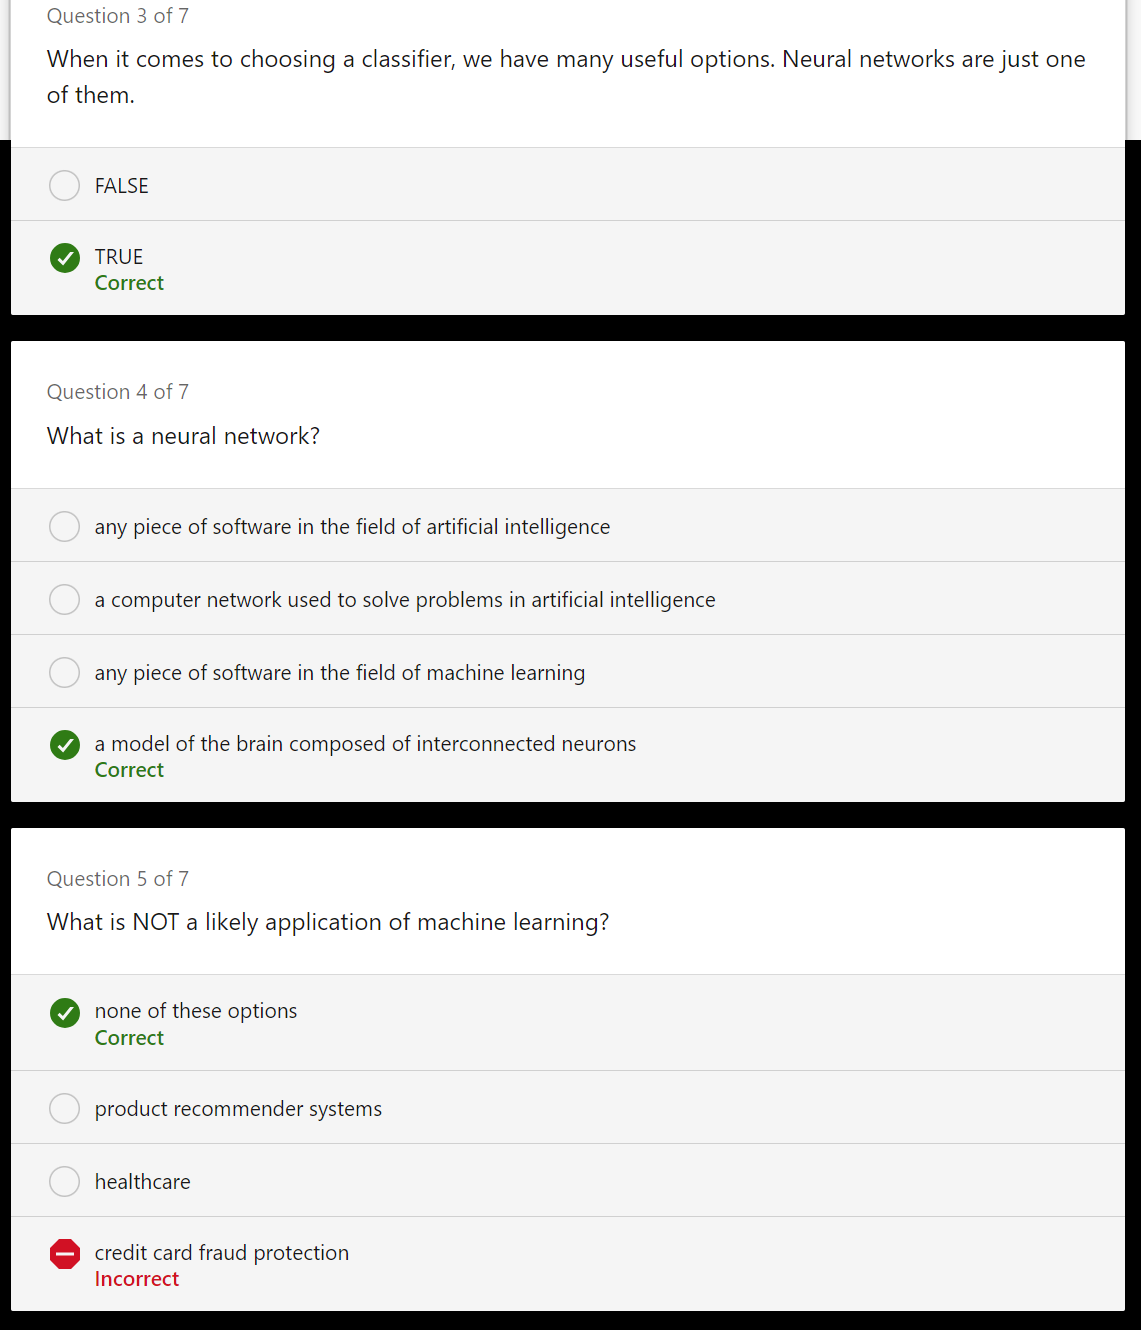 Question 3 of 7
When it comes to choosing a classifier, we have many useful options. Neural networks are just one
of them.
FALSE
TRUE
Correct
Question 4 of 7
What is a neural network?
any piece of software in the field of artificial intelligence
a computer network used to solve problems in artificial intelligence
any piece of software in the field of machine learning
a model of the brain composed of interconnected neurons
Correct
Question 5 of 7
What is NOT a likely application of machine learning?
none of these options
Correct
product recommender systems
healthcare
credit card fraud protection
Incorrect